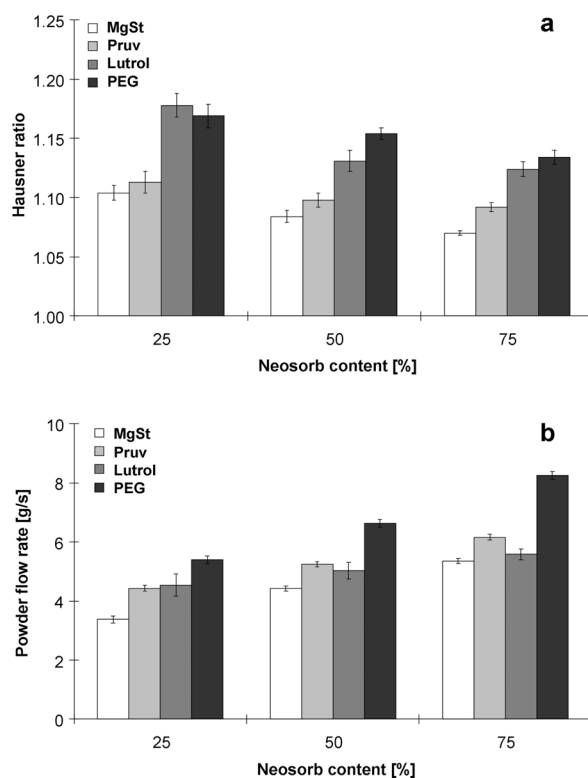 a
MgSt
Pruv
Lutrol
PEG
1.25
1.20
1.15
1.10
1.05
1.00
Hausner ratio
25 50 75
Neosorb content [%]
b
MgSt
Pruv
Lutrol
PEG
10
8
6
4
2
0
Powder flow rate [g/s]
25 50 75
Neosorb content [%]